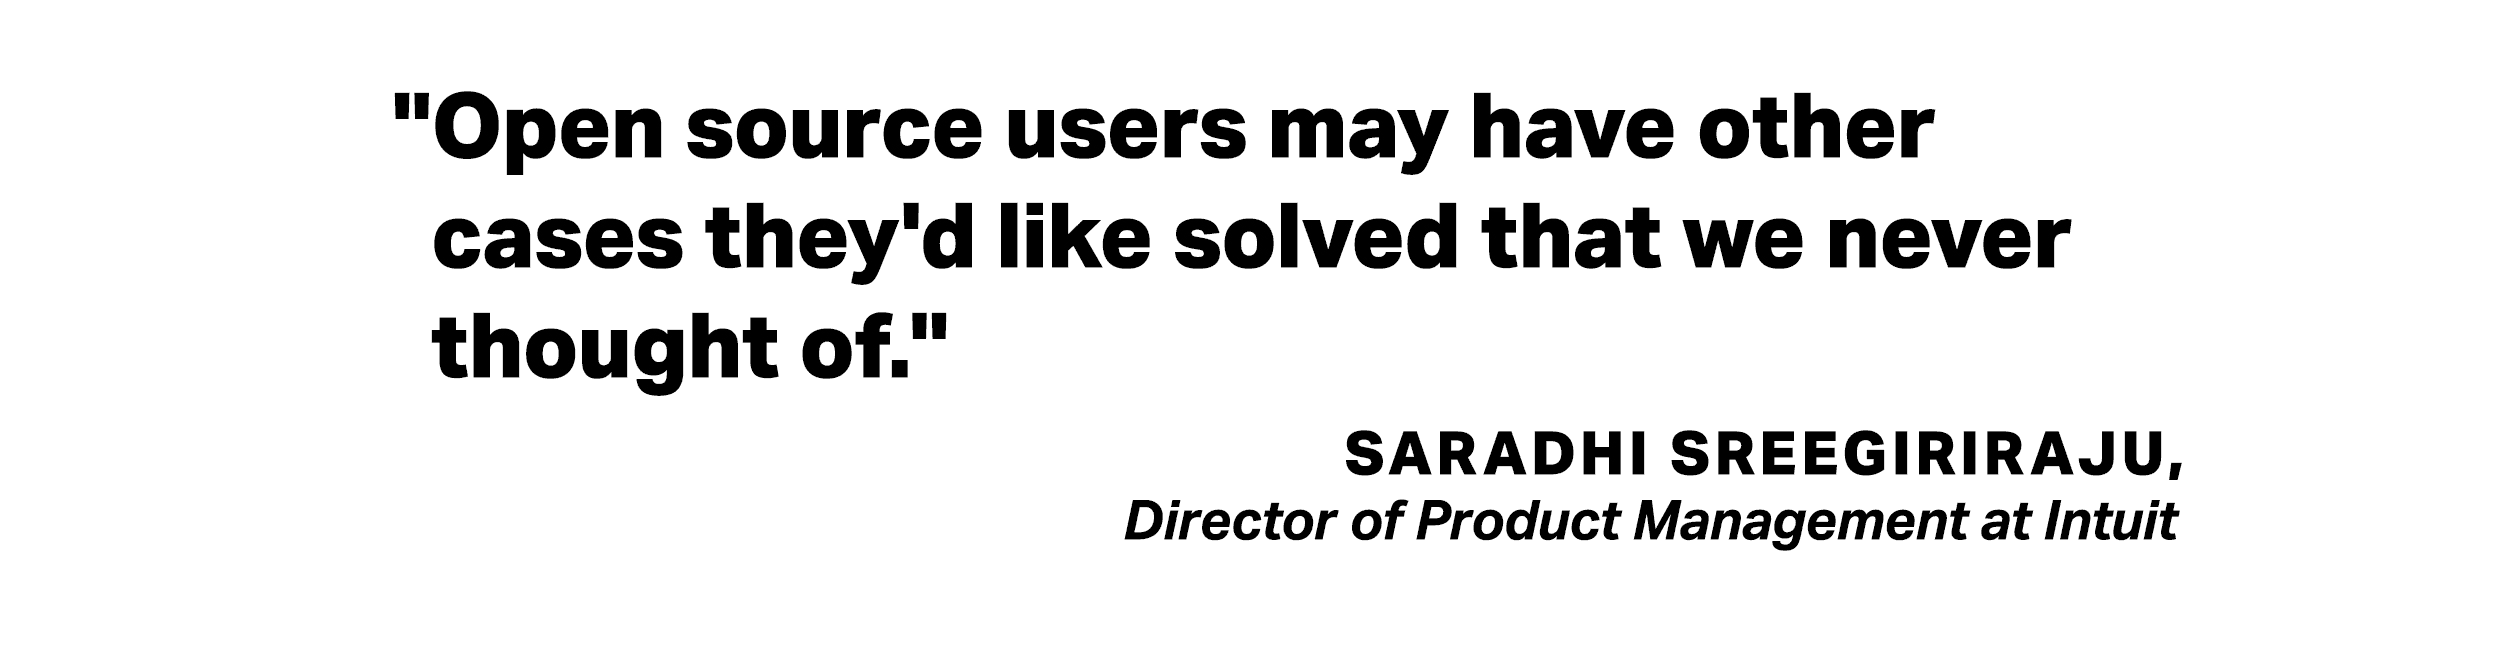 "Open source users may have other
cases they'd like solved that we never
thought of."
SARADHI SREEGIRIRAJU,
Director of Product Management at Intuit